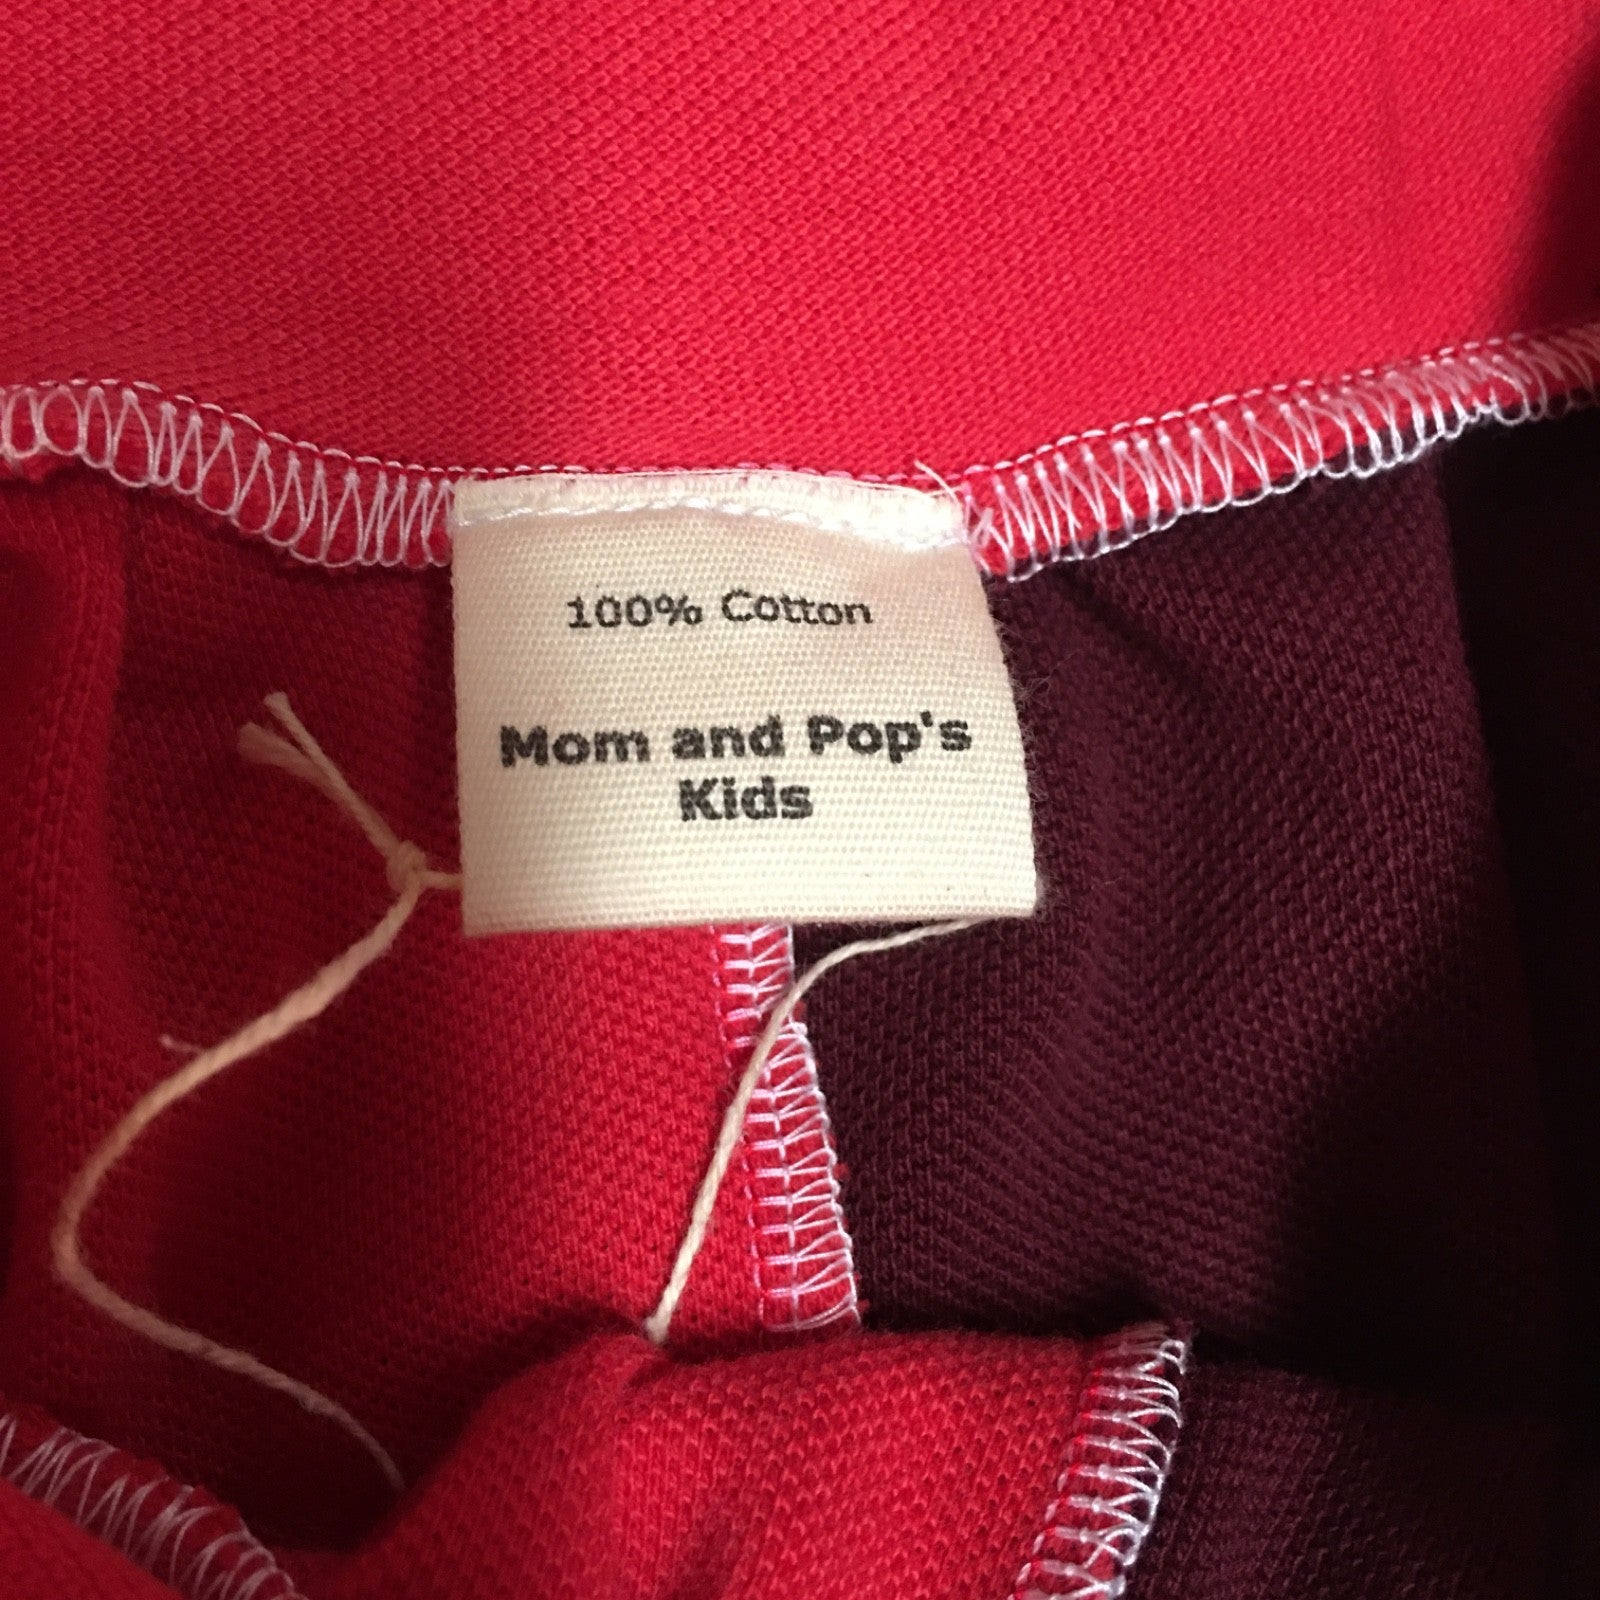 100% Cotton
Mom and Pop's
Kids